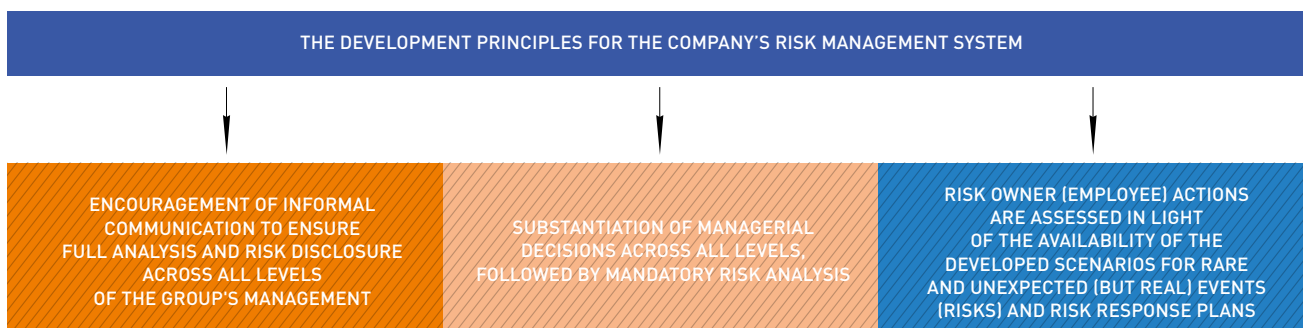 THE DEVELOPMENT PRINCIPLES FOR THE COMPANY'S RISK MANAGEMENT SYSTEM
ENCOURAGEMENT OF INFORMAL
COMMUNICATION TO ENSURE
FULL ANALYSIS AND RISK DISCLOSURE
ACROSS ALL LEVELS
OF THE GROUP'S MANAGEMENT
SUBSTANTIATION OF MANAGERIAL
DECISIONS ACROSS ALL LEVELS,
FOLLOWED BY MANDATORY RISK ANALYSIS
RISK OWNER (EMPLOYEE) ACTIONS
ARE ASSESSED IN LIGHT
OF THE AVAILABILITY OF THE
DEVELOPED SCENARIOS FOR RARE
AND UNEXPECTED (BUT REAL) EVENTS
(RISKS) AND RISK RESPONSE PLANS